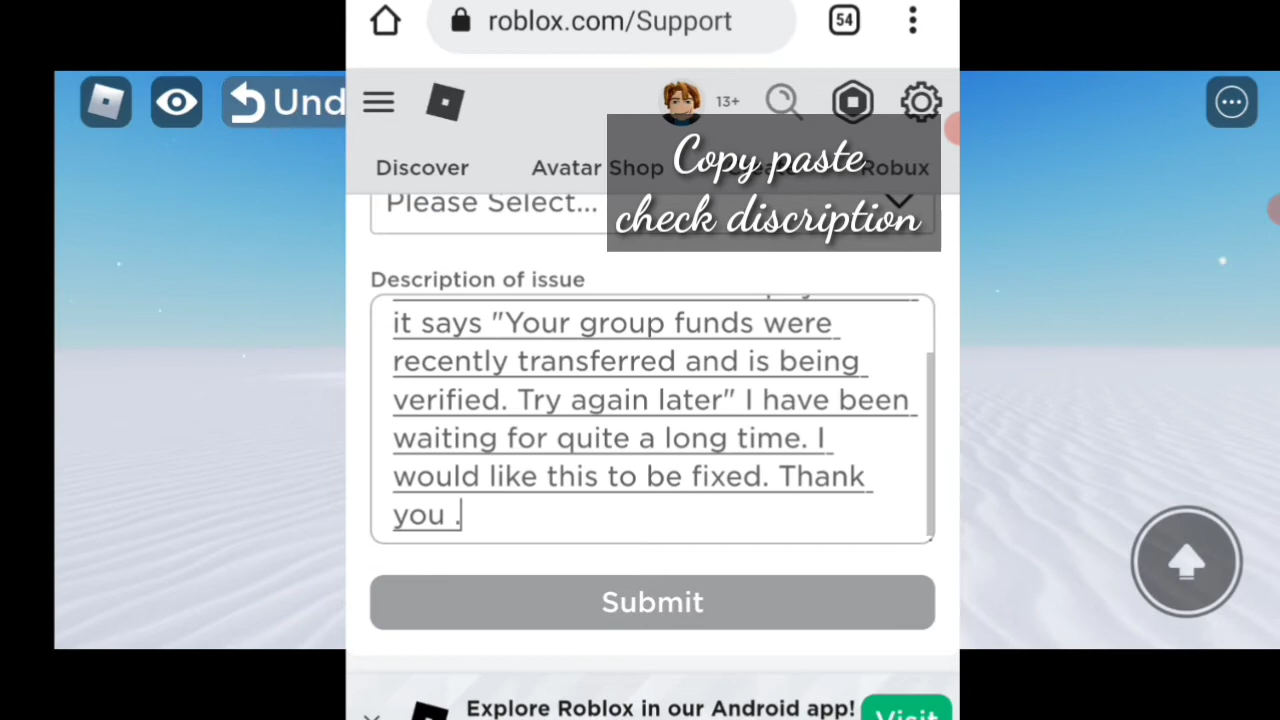 roblox.com/Support
54
Und
13+
Copy paste
check discription
Discover
Avatar Shop
Robux
Please Select...
Description of issue
it says "Your group funds were
recently transferred and is being
verified. Try again later" I have been
waiting for quite a long time. I
would like this to be fixed. Thank
you .
Submit
Explore Roblox in our Android app!
Visit